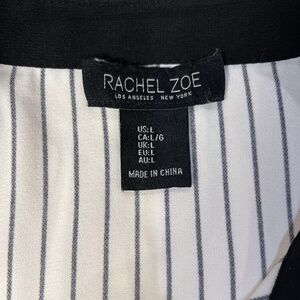 RACHEL ZOE
LOS ANGELES NEW YORK
US:L
CA:L/G
UK:L
EU:L
AU:L
MADE IN CHINA